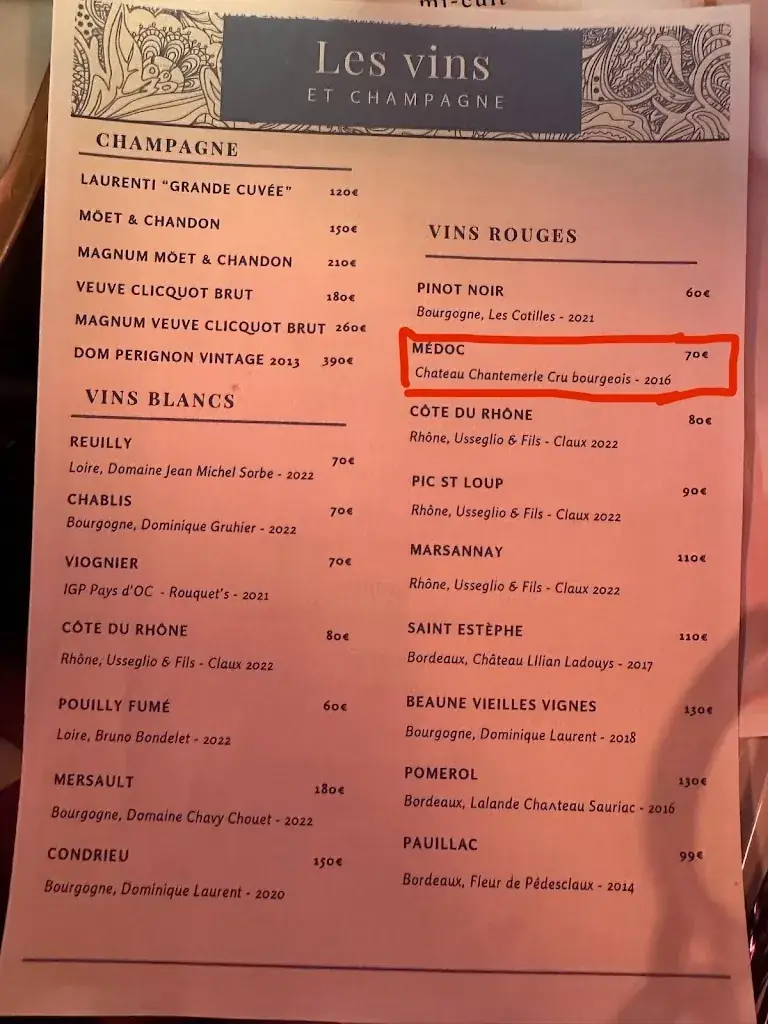 mi-cuit
Les vins
ET CHAMPAGNE
CHAMPAGNE
LAURENTI “GRANDE CUVÉE” 120€
MÖET & CHANDON 150€
MAGNUM MÖET & CHANDON 210€
VEUVE CLICQUOT BRUT 180€
MAGNUM VEUVE CLICQUOT BRUT 260€
DOM PERIGNON VINTAGE 2013 390€
VINS BLANCS
REUILLY 70€
Loire, Domaine Jean Michel Sorbe - 2022
CHABLIS 70€
Bourgogne, Dominique Gruhier - 2022
VIOGNIER 70€
IGP Pays d'OC - Rouquet's - 2021
CÔTE DU RHÔNE 80€
Rhône, Usseglio & Fils - Claux 2022
POUILLY FUMÉ 60€
Loire, Bruno Bondelet - 2022
MERSAULT 180€
Bourgogne, Domaine Chavy Chouet - 2022
CONDRIEU 150€
Bourgogne, Dominique Laurent - 2020
VINS ROUGES
PINOT NOIR 60€
Bourgogne, Les Cotilles - 2021
MÉDOC 70€
Chateau Chantemerle Cru bourgeois - 2016
CÔTE DU RHÔNE 80€
Rhône, Usseglio & Fils - Claux 2022
PIC ST LOUP 90€
Rhône, Usseglio & Fils - Claux 2022
MARSANNAY 110€
Rhône, Usseglio & Fils - Claux 2022
SAINT ESTÈPHE 110€
Bordeaux, Château LIlian Ladouys - 2017
BEAUNE VIEILLES VIGNES 130€
Bourgogne, Dominique Laurent - 2018
POMEROL 130€
Bordeaux, Lalande Cha^teau Sauriac - 2016
PAUILLAC 99€
Bordeaux, Fleur de Pêdesclaux - 2014